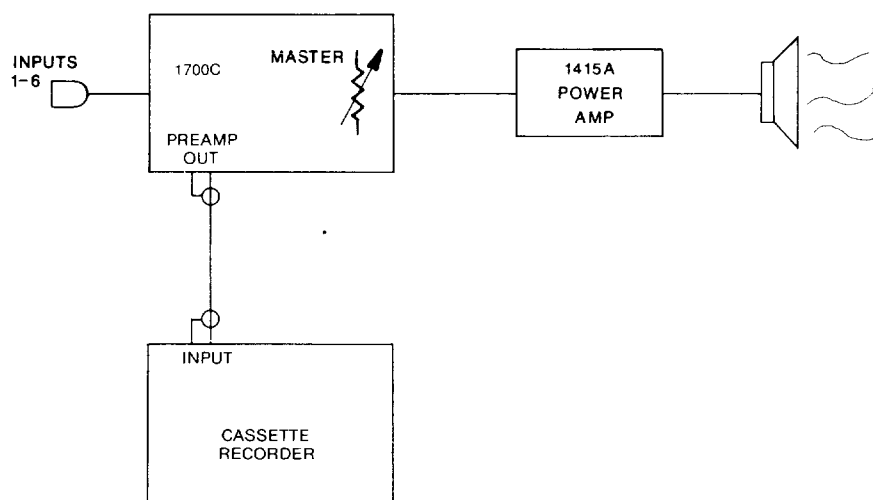 INPUTS
1-6
1700C
MASTER
PREAMP
OUT
1415A
POWER
AMP
INPUT
CASSETTE
RECORDER